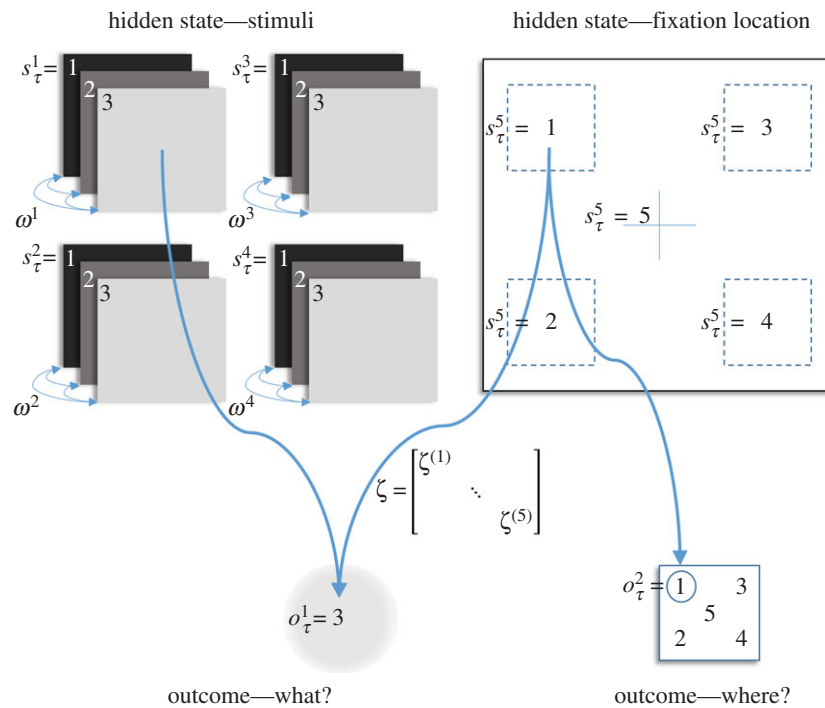 hidden state—stimuli
hidden state—fixation location
s¹τ= 1 2 3
s³τ= 1 2 3
ω¹
ω³
s²τ= 1 2 3
s⁴τ= 1 2 3
ω²
ω⁴
s⁵τ = 1
s⁵τ = 3
s⁵τ = 5
s⁵τ = 2
s⁵τ = 4
ζ = [ζ⁽¹⁾ ⋱ ζ⁽⁵⁾]
o¹τ= 3
o²τ= 1 3
5
2 4
outcome—what?
outcome—where?